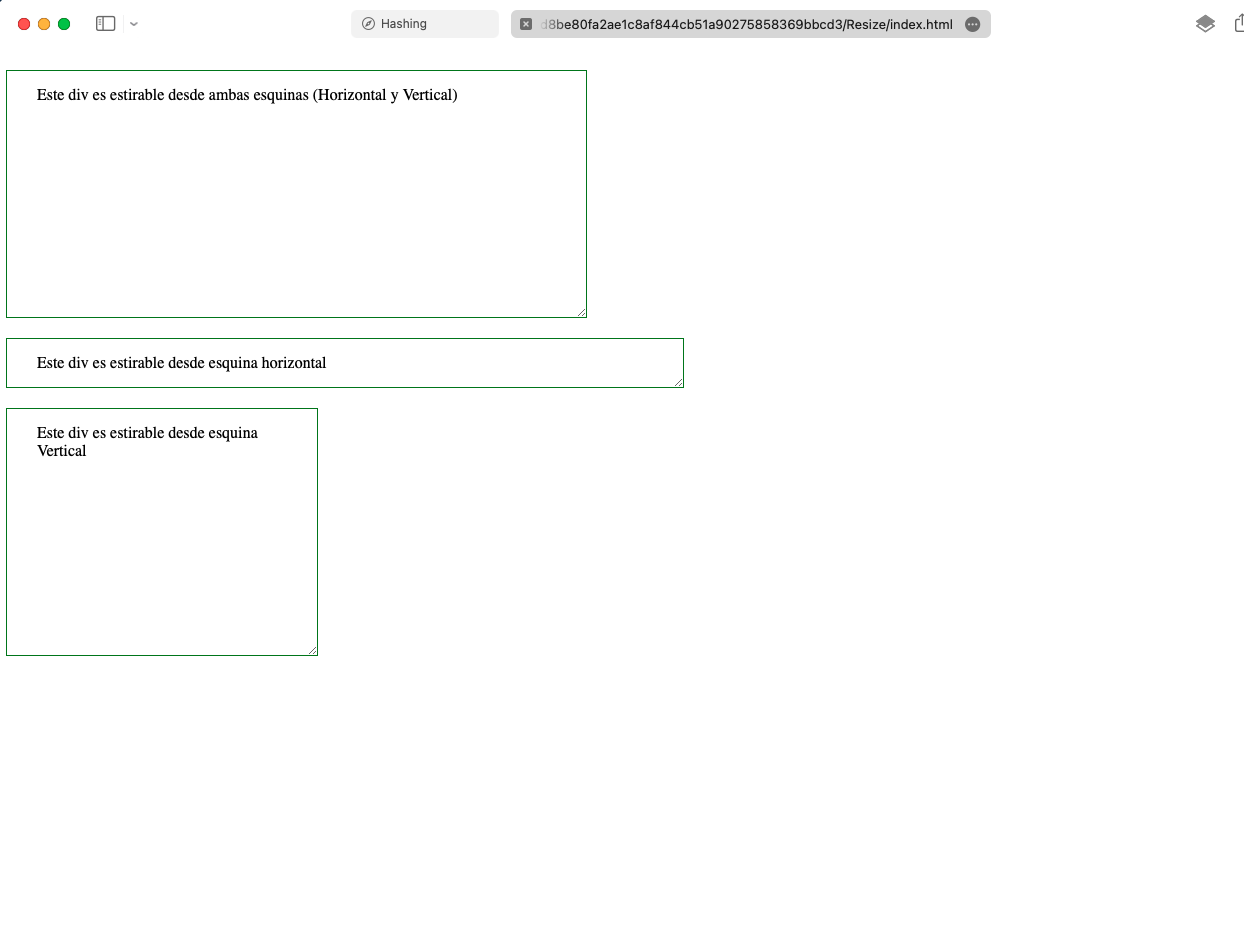 Hashing
d8be80fa2ae1c8af844cb51a90275858369bbcd3/Resize/index.html
Este div es estirable desde ambas esquinas (Horizontal y Vertical)
Este div es estirable desde esquina horizontal
Este div es estirable desde esquina
Vertical